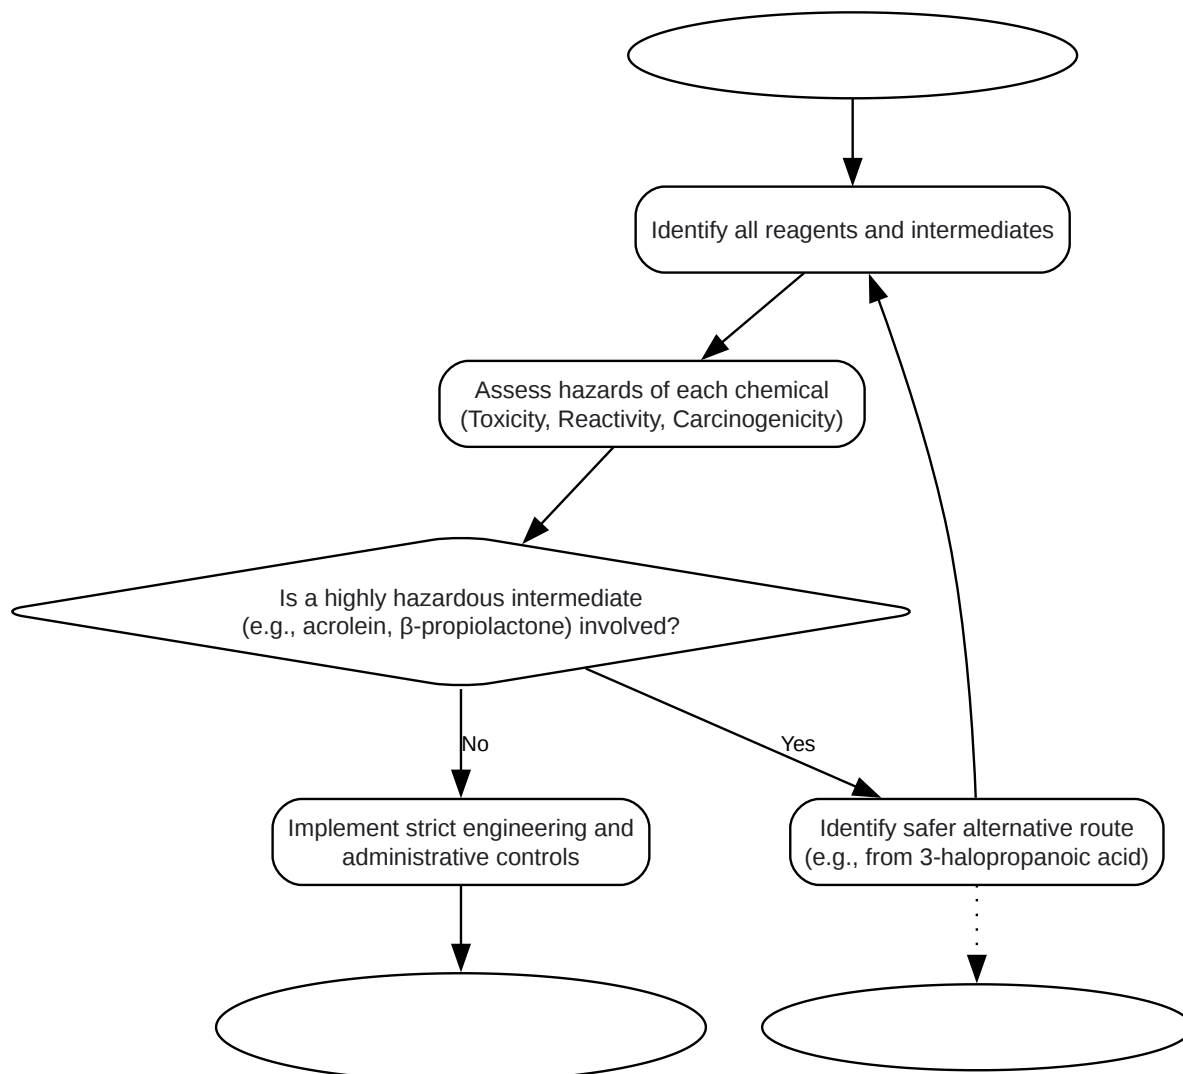 Identify all reagents and intermediates
Assess hazards of each chemical
(Toxicity, Reactivity, Carcinogenicity)
Is a highly hazardous intermediate
(e.g., acrolein, β-propiolactone) involved?
No
Yes
Implement strict engineering and
administrative controls
Identify safer alternative route
(e.g., from 3-halopropanoic acid)